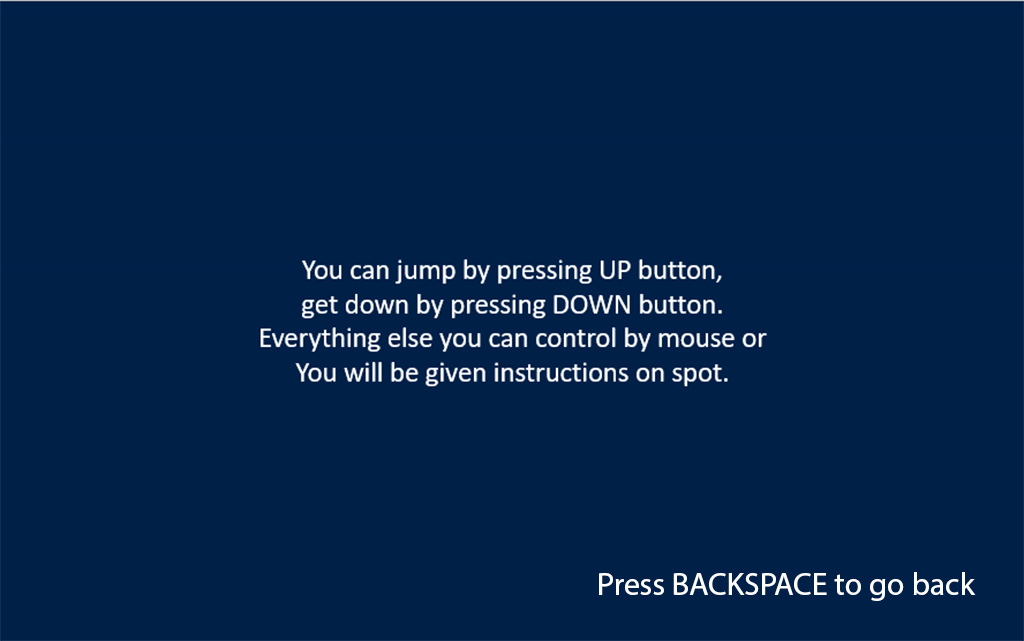 You can jump by pressing UP button,
get down by pressing DOWN button.
Everything else you can control by mouse or
You will be given instructions on spot.
Press BACKSPACE to go back